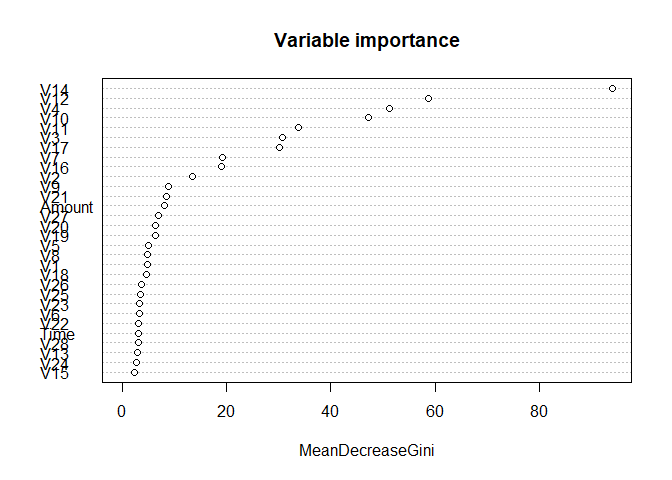 Variable importance
V14
V12
V4
V10
V11
V3
V17
V7
V16
V2
V9
V21
Amount
V27
V20
V19
V5
V8
V1
V18
V26
V25
V23
V6
V22
Time
V28
V13
V24
V15
0 20 40 60 80
MeanDecreaseGini